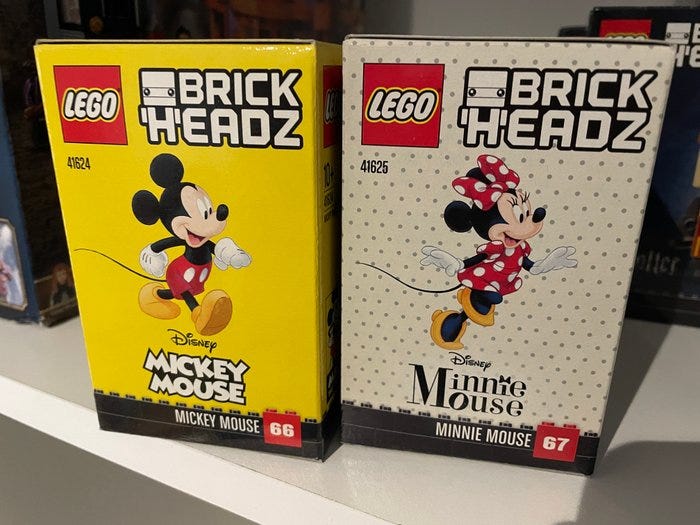 LEGO
BRICK
HEADZ
41624
10+
Disney
MICKEY
MOUSE
MICKEY MOUSE 66
LEGO
BRICK
HEADZ
41625
Disney
Minnie
Mouse
MINNIE MOUSE 67